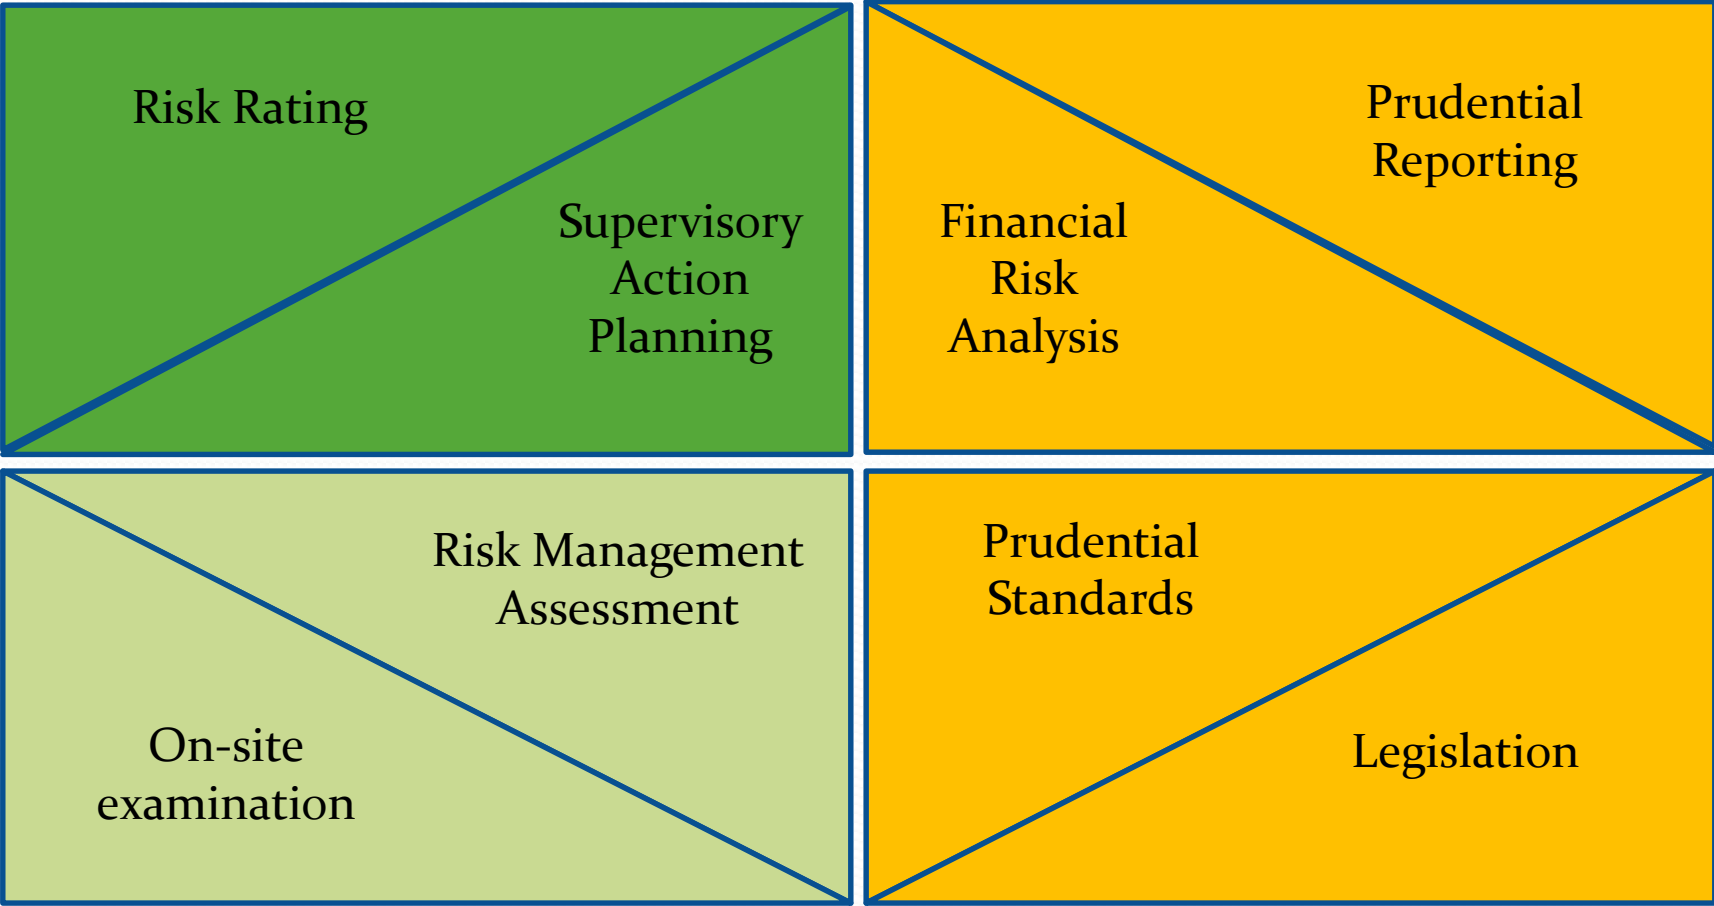 Risk Rating
Supervisory
Action
Planning
Prudential
Reporting
Financial
Risk
Analysis
Risk Management
Assessment
On-site
examination
Prudential
Standards
Legislation